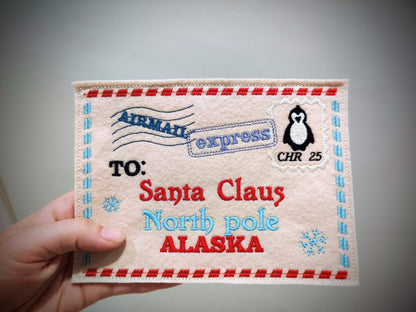 AIRMAIL
express
CHR 25
TO:
Santa Claus
North pole
ALASKA